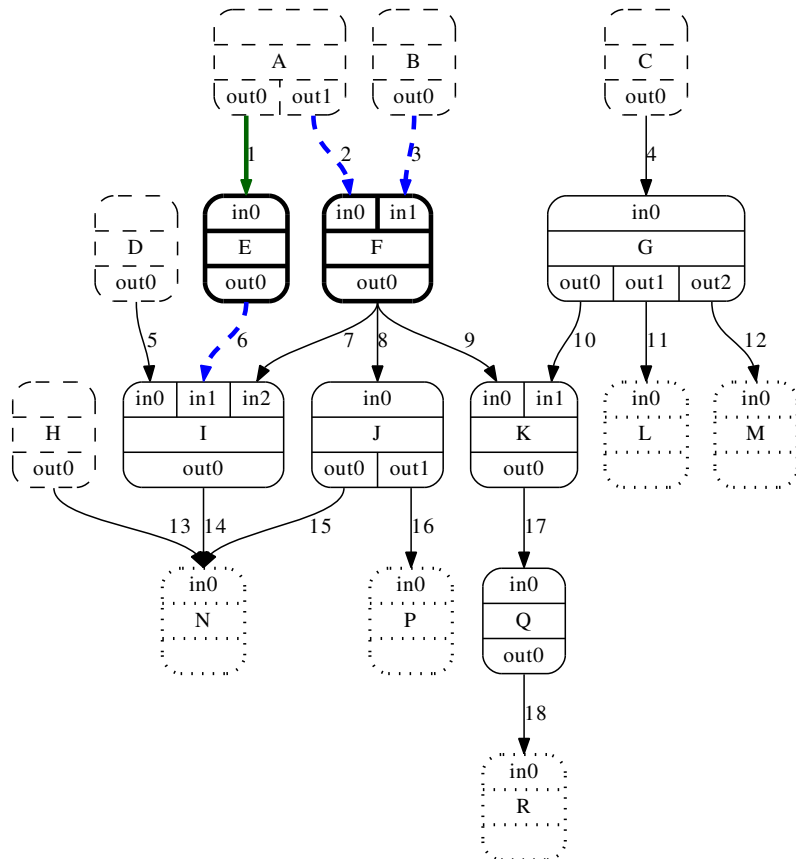 A
B
C
out0 out1
out0
out0
1
2
3
4
in0
in0 in1
in0
D
E
F
G
out0
out0
out0
out0 out1 out2
5
6
7
8
9
10
11
12
in0 in1 in2
in0
in0 in1
in0
in0
H
I
J
K
L
M
out0
out0
out0 out1
out0
13
14
15
16
17
in0
in0
in0
N
P
Q
out0
18
in0
R